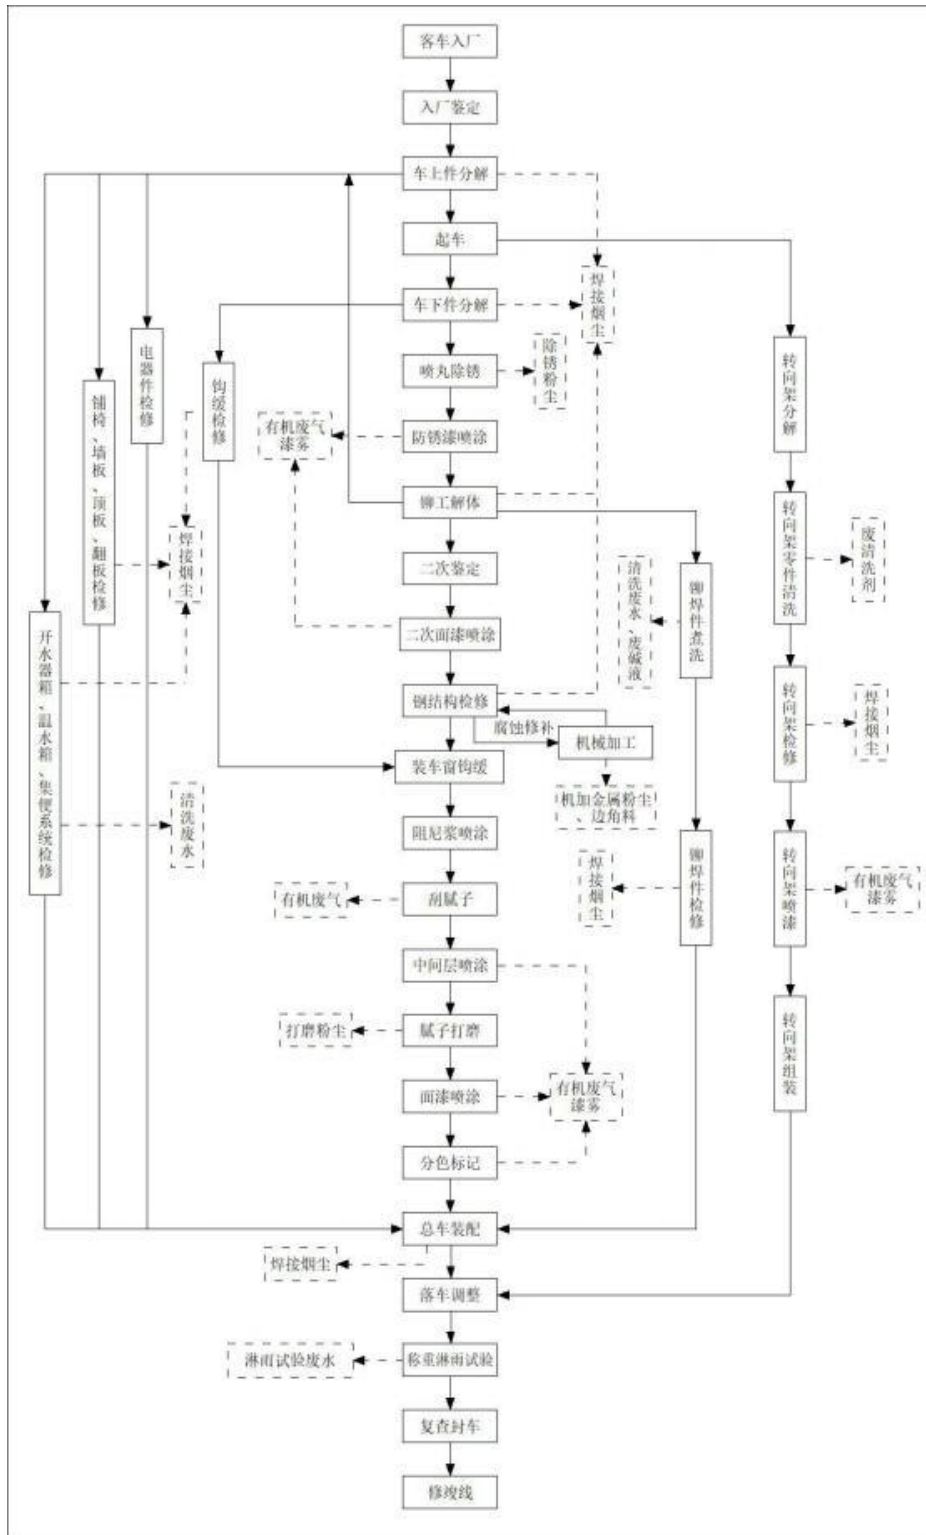 客车入厂
入厂鉴定
车上件分解
起车
焊接烟尘
车下件分解
除锈粉尘
电器件检修
转向架分解
喷丸除锈
钩缓检修
铺椅、墙板、顶板、翻板检修
有机废气
漆雾
防锈漆喷涂
铆工解体
转向架零件清洗
废清洗剂
焊接烟尘
二次鉴定
清洗废水、废碱液
铆焊件煮洗
开水器箱、温水箱、集便系统检修
二次面漆喷涂
转向架检修
焊接烟尘
钢结构检修
腐蚀修补
机械加工
装车窗钩缓
清洗废水
机加金属粉尘
、边角料
阻尼浆喷涂
铆焊件检修
转向架喷漆
焊接烟尘
有机废气
漆雾
有机废气
刮腻子
中间层喷涂
转向架组装
打磨粉尘
腻子打磨
面漆喷涂
有机废气
漆雾
分色标记
总车装配
焊接烟尘
落车调整
淋雨试验废水
称重淋雨试验
复查封车
修竣线